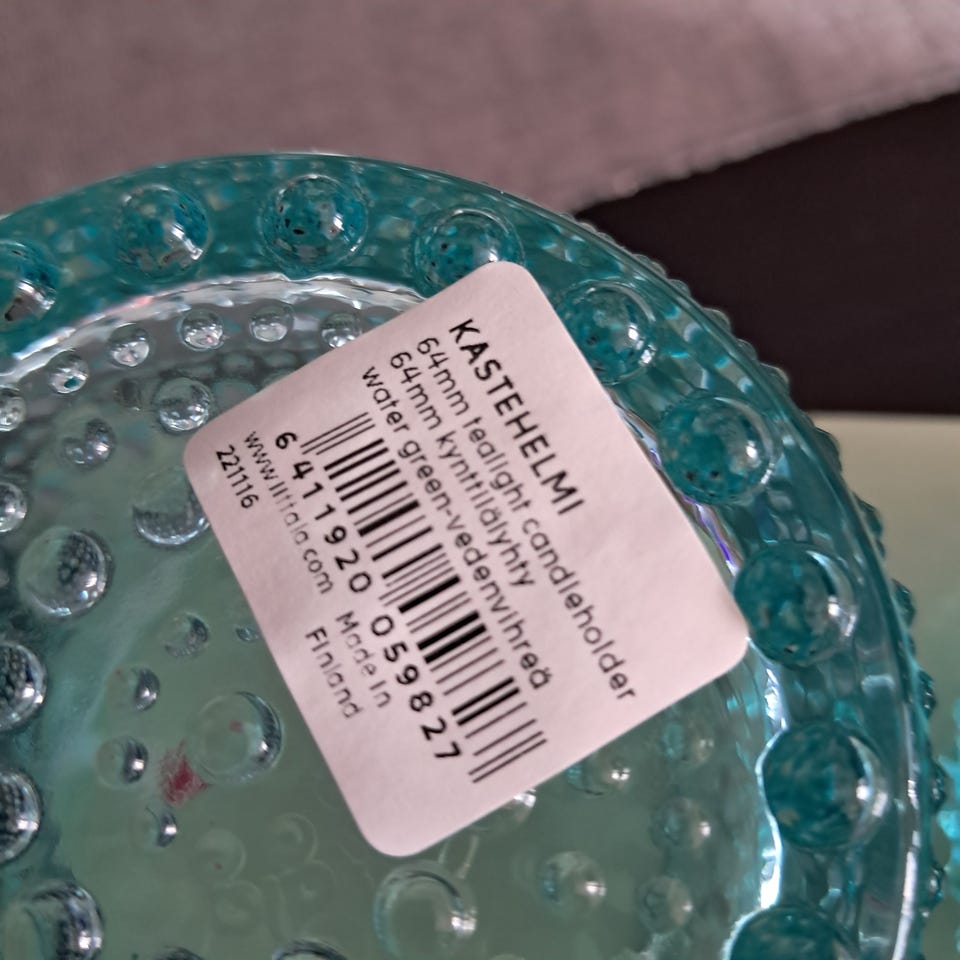 KASTEHELMI
64mm tealight candleholder
64mm kynttilälyhty
water green-vedenvihreä
6 411920 059827
www.iittala.com Made in
221116 Finland